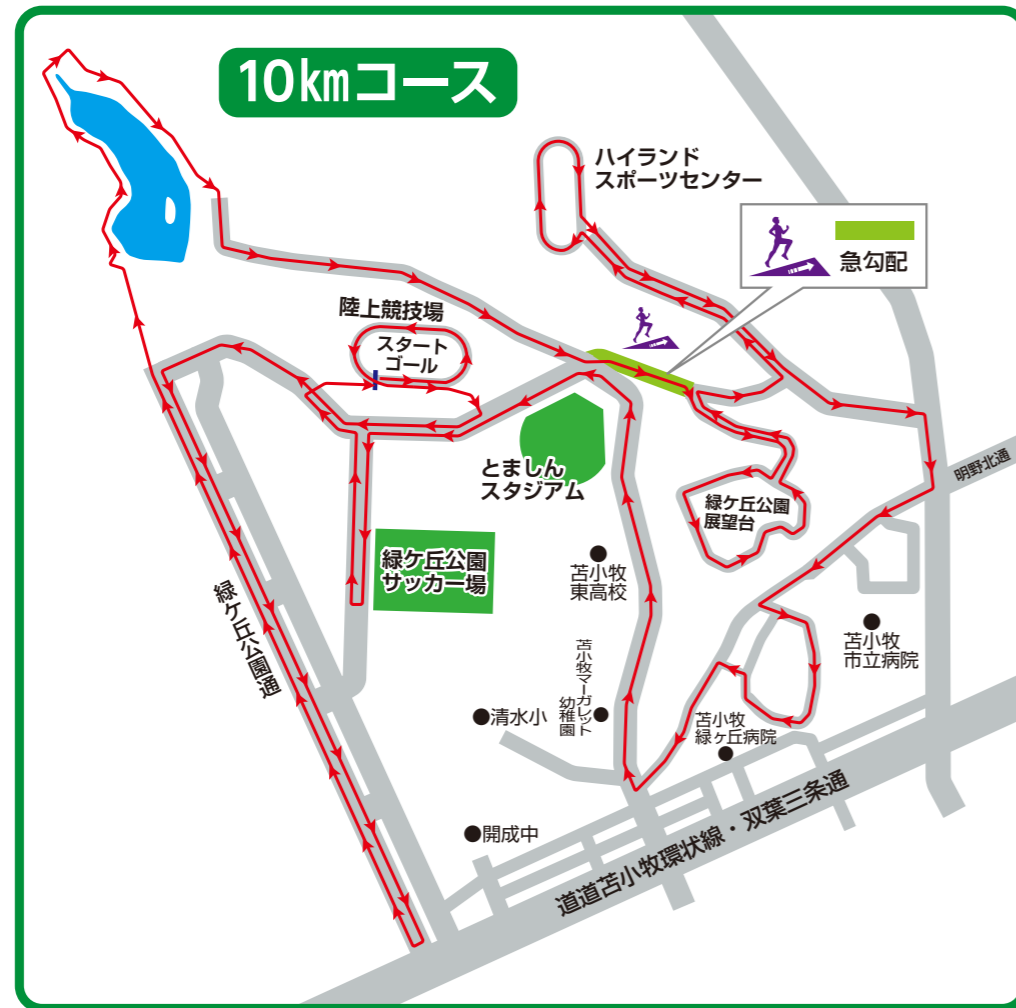 10kmコース
ハイランド
スポーツセンター
急勾配
陸上競技場
スタート
ゴール
とましん
スタジアム
明野北通
緑ケ丘公園
展望台
緑ケ丘公園
サッカー場
苫小牧
東高校
緑ケ丘公園通
苫小牧
市立病院
苫小牧マーガレット
幼稚園
清水小
苫小牧
緑ヶ丘病院
開成中
道道苫小牧環状線・双葉三条通